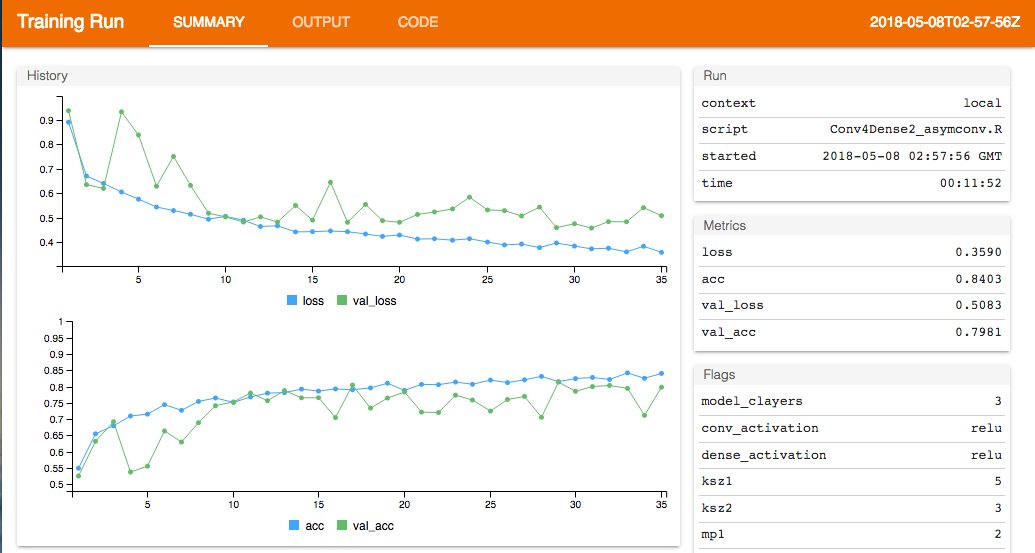 Training Run SUMMARY OUTPUT CODE 2018-05-08T02-57-56Z
History
0.9
0.8
0.7
0.6
0.5
0.4
5 10 15 20 25 30 35
loss val_loss
1
0.95
0.9
0.85
0.8
0.75
0.7
0.65
0.6
0.55
0.5
5 10 15 20 25 30 35
acc val_acc
Run
context local
script Conv4Dense2_asymconv.R
started 2018-05-08 02:57:56 GMT
time 00:11:52
Metrics
loss 0.3590
acc 0.8403
val_loss 0.5083
val_acc 0.7981
Flags
model_clayers 3
conv_activation relu
dense_activation relu
ksz1 5
ksz2 3
mp1 2